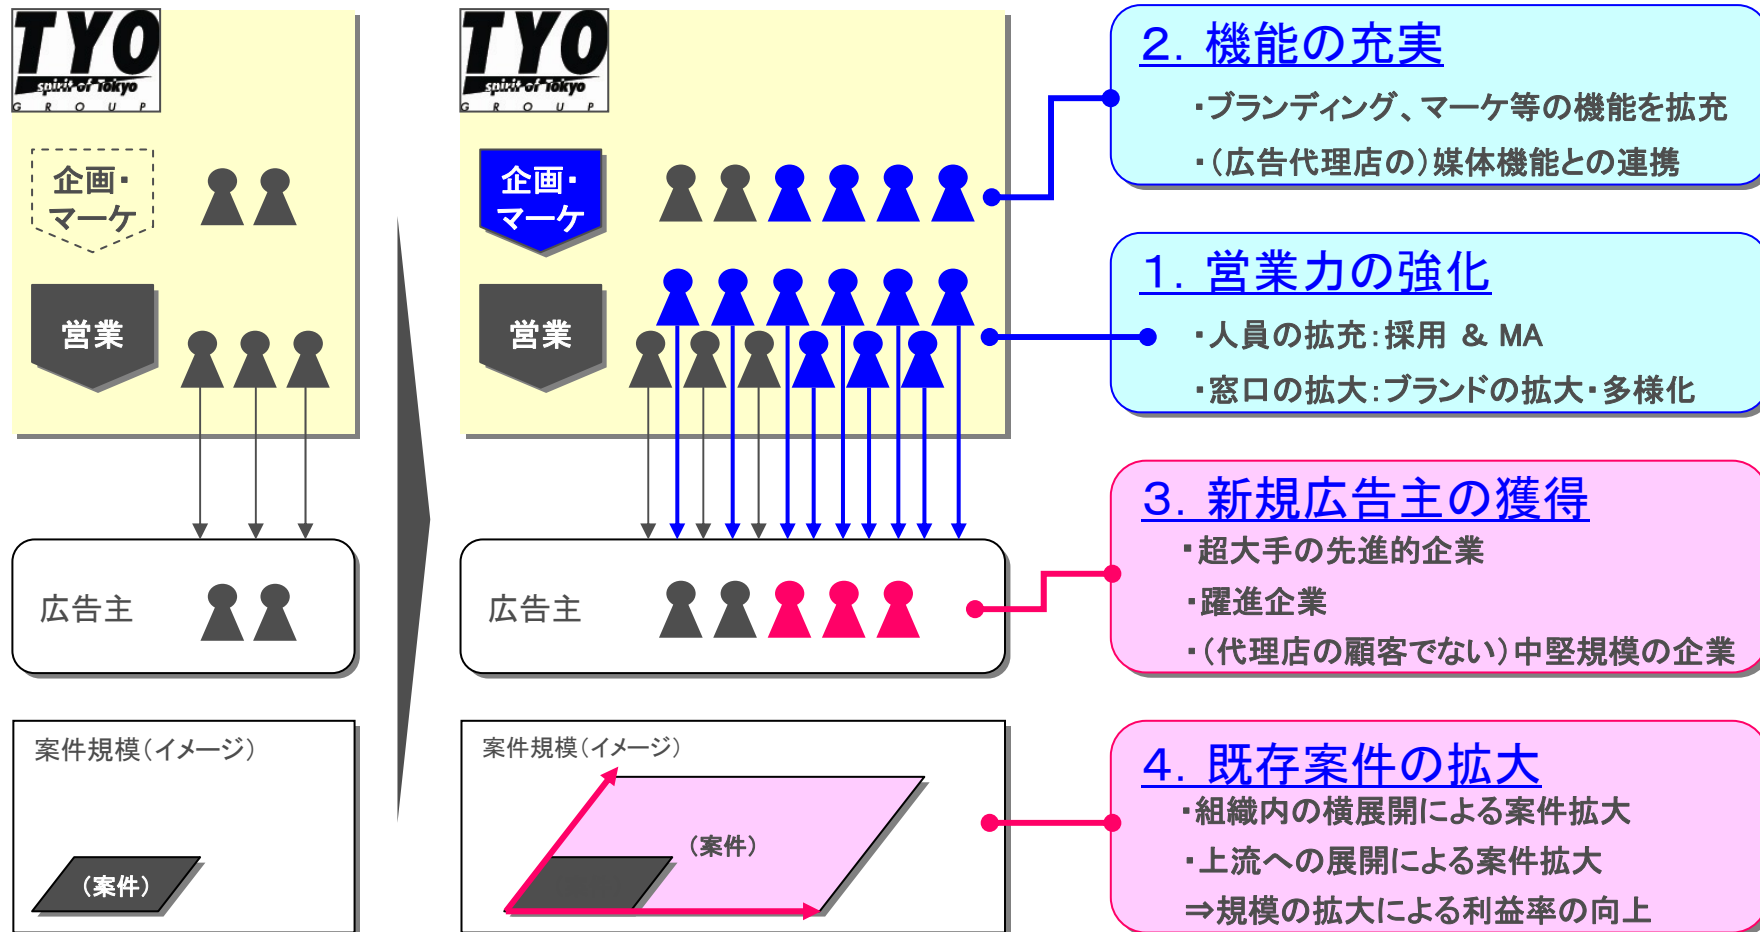 TYO
spirit of Tokyo
GROUP
企画・
マーケ
営業
広告主
案件規模（イメージ）
（案件）
TYO
spirit of Tokyo
GROUP
企画・
マーケ
営業
広告主
案件規模（イメージ）
（案件）
２．機能の充実
・ブランディング、マーケ等の機能を拡充
・（広告代理店の）媒体機能との連携
１．営業力の強化
・人員の拡充：採用 & MA
・窓口の拡大：ブランドの拡大・多様化
３．新規広告主の獲得
・超大手の先進的企業
・躍進企業
・（代理店の顧客でない）中堅規模の企業
４．既存案件の拡大
・組織内の横展開による案件拡大
・上流への展開による案件拡大
⇒規模の拡大による利益率の向上